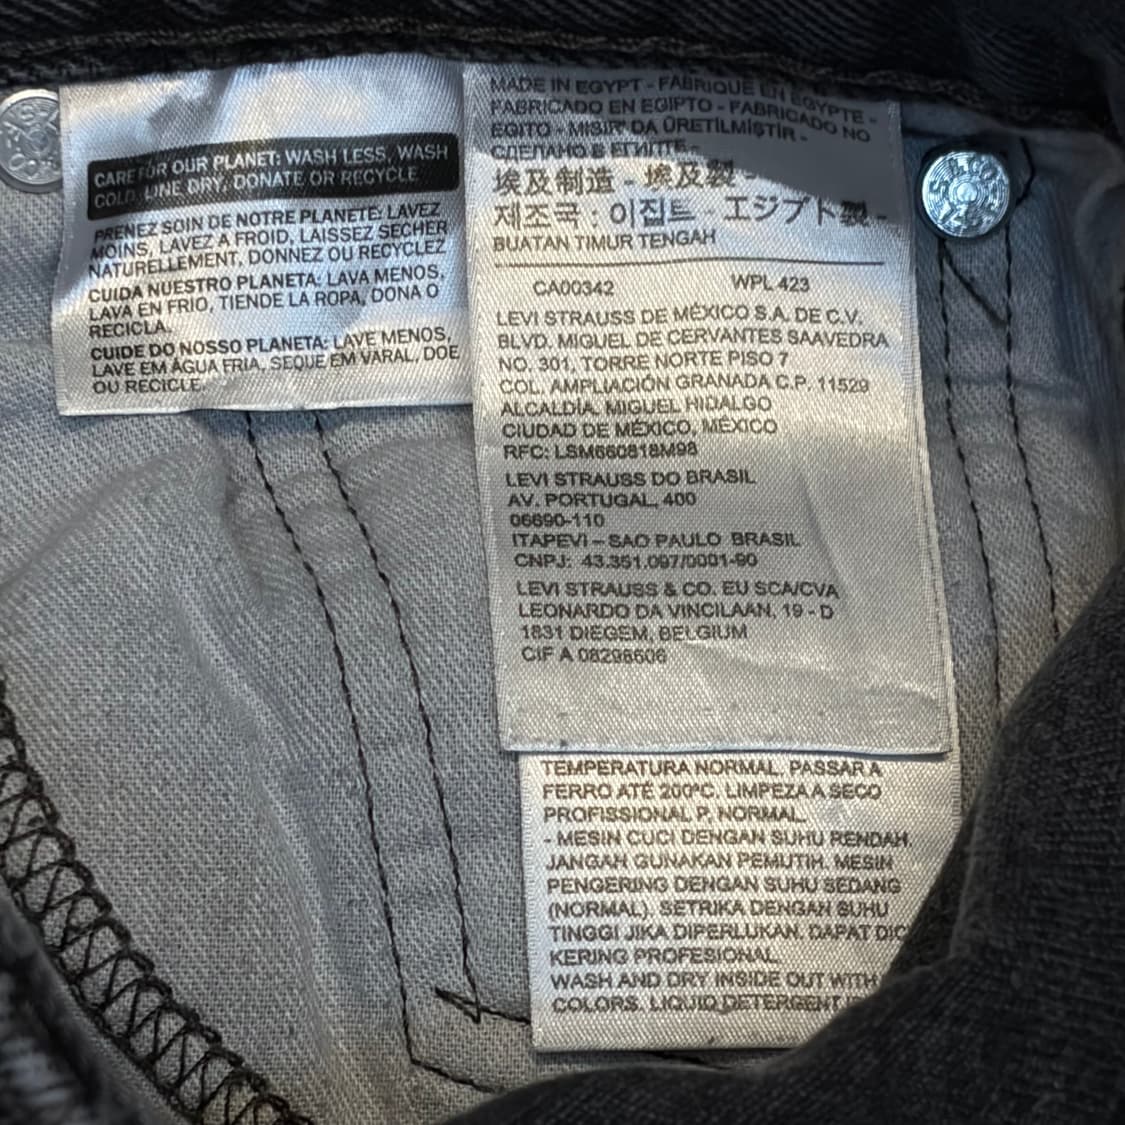 CARE FOR OUR PLANET: WASH LESS, WASH
COLD, LINE DRY, DONATE OR RECYCLE
PRENEZ SOIN DE NOTRE PLANETE: LAVEZ
MOINS, LAVEZ A FROID, LAISSEZ SECHER
NATURELLEMENT, DONNEZ OU RECYCLEZ
CUIDA NUESTRO PLANETA: LAVA MENOS,
LAVA EN FRIO, TIENDE LA ROPA, DONA O
RECICLA.
CUIDE DO NOSSO PLANETA: LAVE MENOS,
LAVE EM ÁGUA FRIA, SEQUE EM VARAL, DOE
OU RECICLE.
MADE IN EGYPT - FABRIQUE EN EGYPTE -
FABRICADO EN EGIPTO - FABRICADO NO
EGITO - MISIR' DA ÜRETİLMİŞTİR -
СДЕЛАНО В ЕГИПТЕ -
埃及制造 - 埃及製 -
제조국 : 이집트 - エジプト製 -
BUATAN TIMUR TENGAH
CA00342 WPL 423
LEVI STRAUSS DE MÉXICO S.A. DE C.V.
BLVD. MIGUEL DE CERVANTES SAAVEDRA
NO. 301, TORRE NORTE PISO 7
COL. AMPLIACIÓN GRANADA C.P. 11529
ALCALDÍA. MIGUEL HIDALGO
CIUDAD DE MÉXICO, MÉXICO
RFC: LSM660818M98
LEVI STRAUSS DO BRASIL
AV. PORTUGAL, 400
06690-110
ITAPEVI – SAO PAULO BRASIL
CNPJ: 43.351.097/0001-90
LEVI STRAUSS & CO. EU SCA/CVA
LEONARDO DA VINCILAAN, 19 - D
1831 DIEGEM, BELGIUM
CIF A 08298606
TEMPERATURA NORMAL. PASSAR A
FERRO ATÉ 200°C. LIMPEZA A SECO
PROFISSIONAL P. NORMAL.
- MESIN CUCI DENGAN SUHU RENDAH.
JANGAN GUNAKAN PEMUTIH. MESIN
PENGERING DENGAN SUHU SEDANG
(NORMAL). SETRIKA DENGAN SUHU
TINGGI JIKA DIPERLUKAN. DAPAT DIC
KERING PROFESIONAL.
WASH AND DRY INSIDE OUT WITH
COLORS. LIQUID DETERGENT